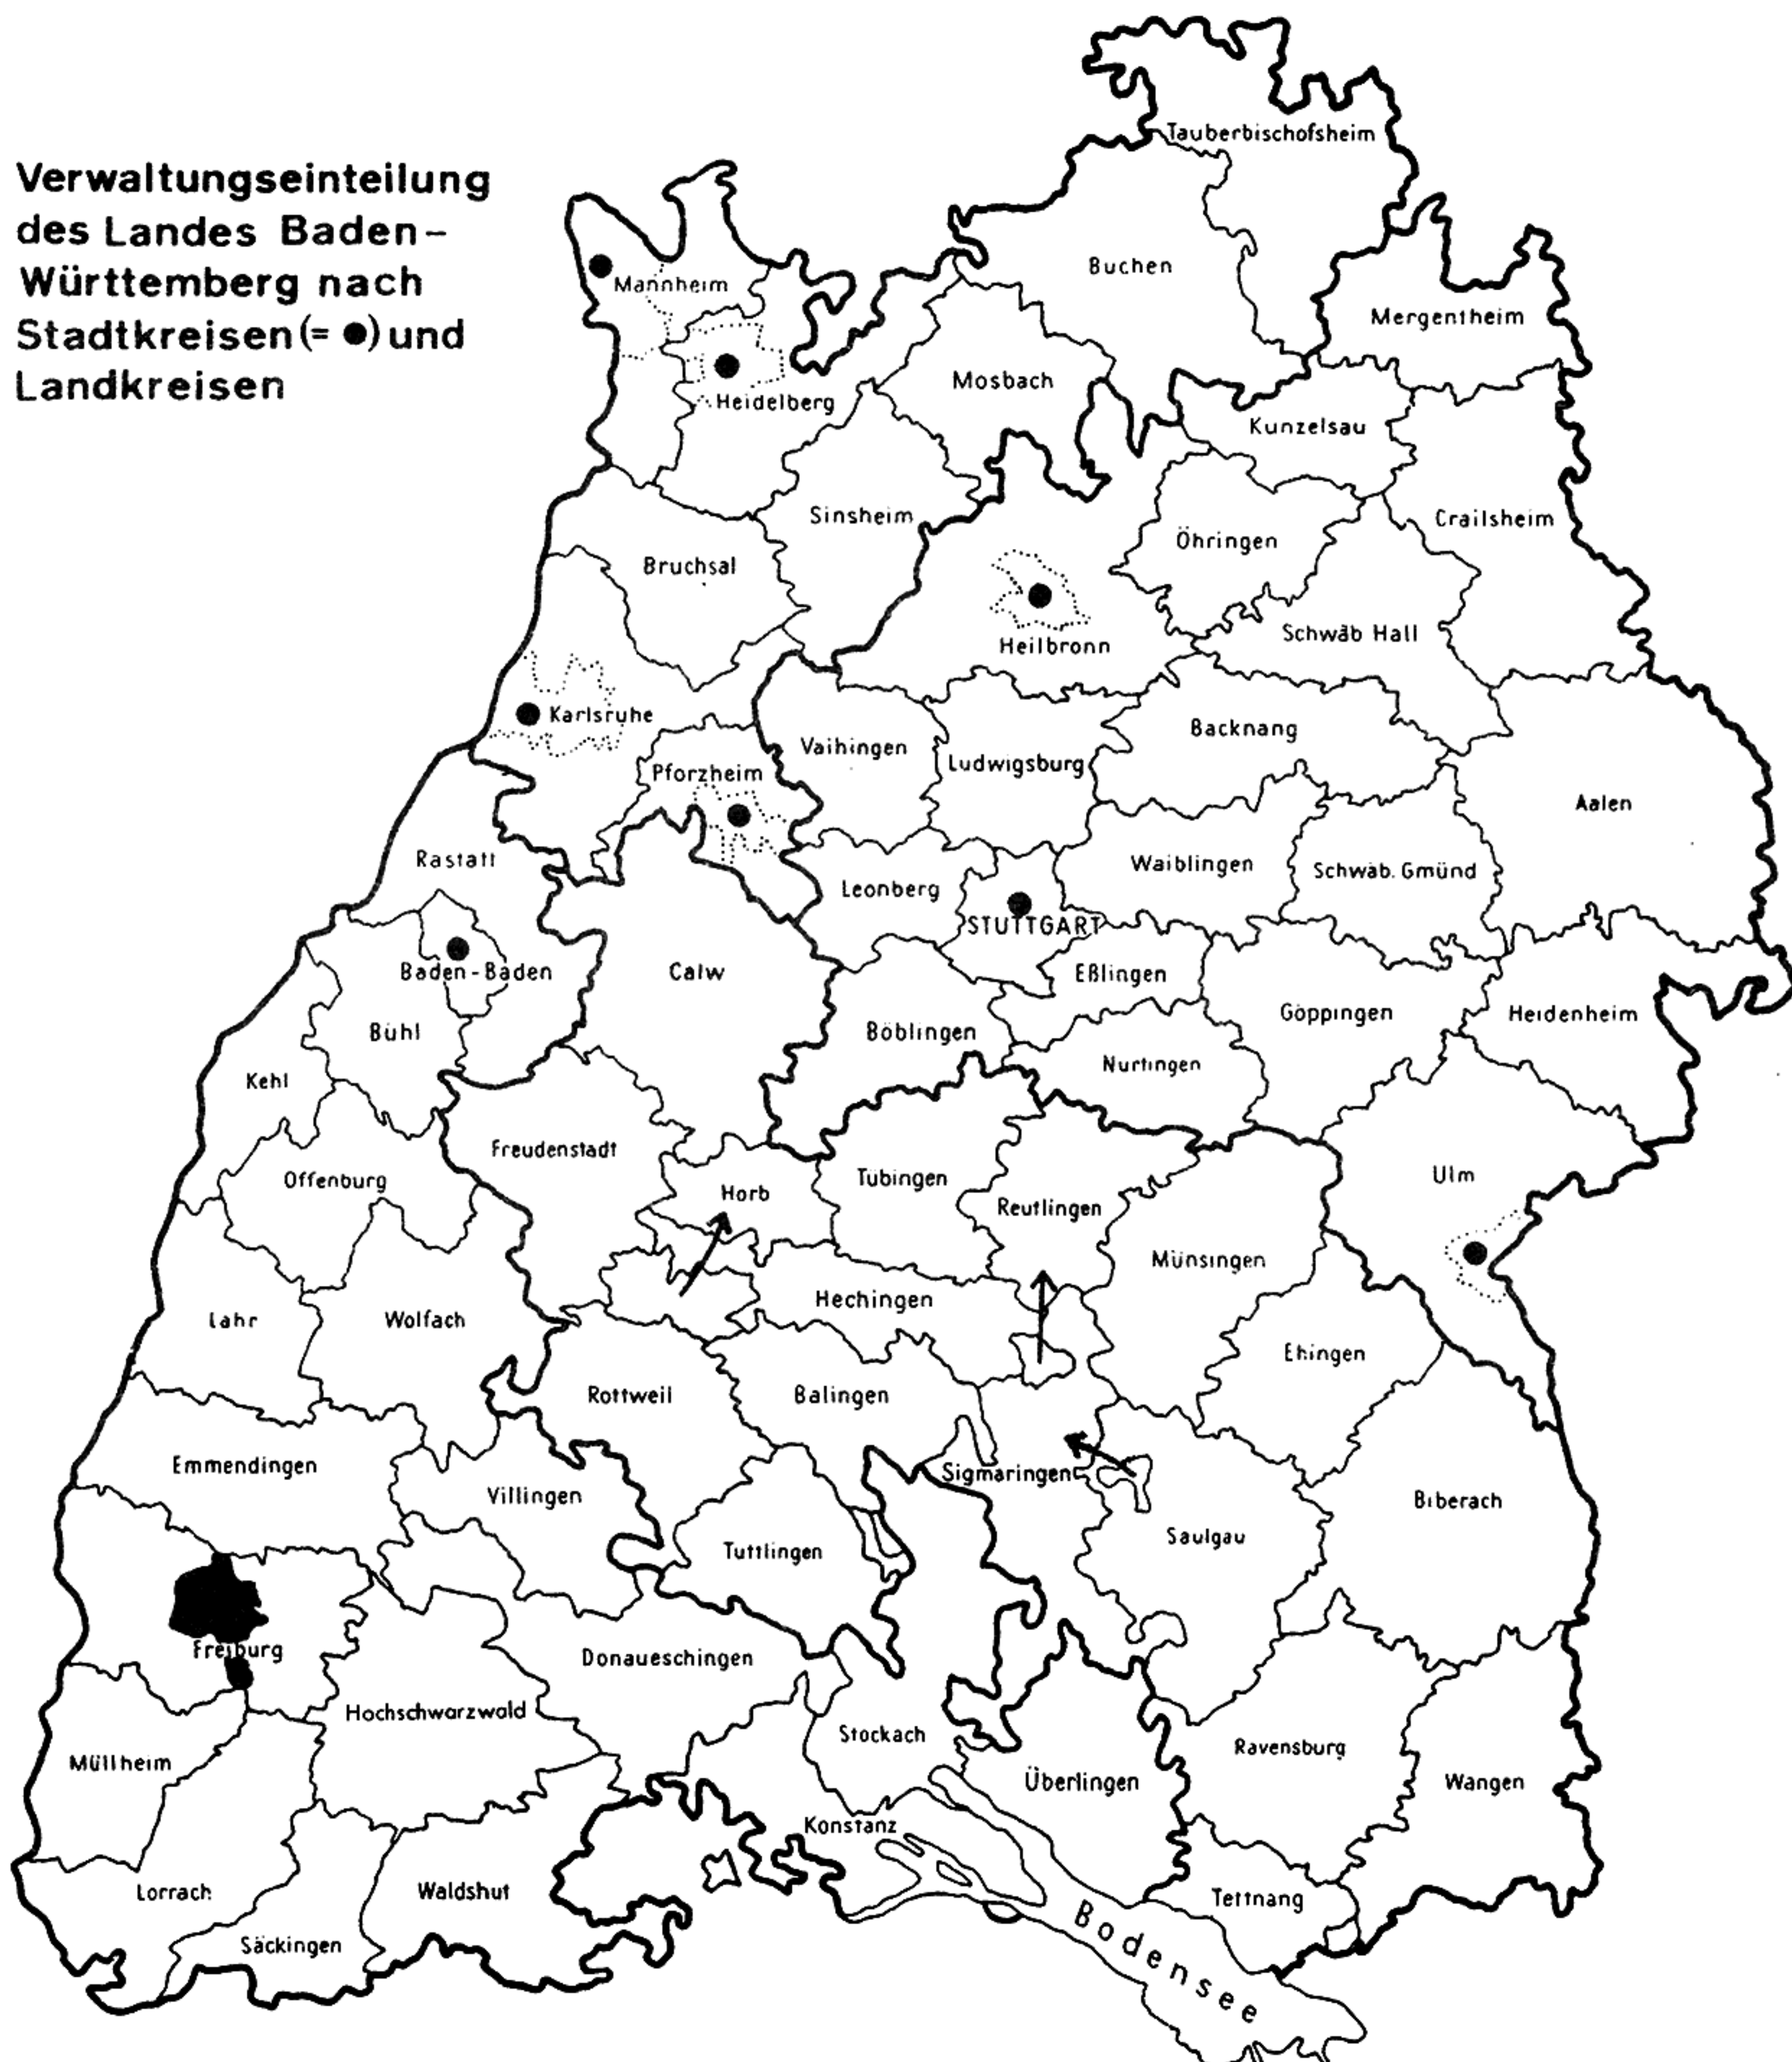 Verwaltungseinteilung
des Landes Baden-
Württemberg nach
Stadtkreisen (= ●) und
Landkreisen
Tauberbischofsheim
Buchen
Mannheim
Mergentheim
Mosbach
Heidelberg
Kunzelsau
Sinsheim
Crailsheim
Öhringen
Bruchsal
Schwäb Hall
Heilbronn
Karlsruhe
Backnang
Vaihingen
Ludwigsburg
Pforzheim
Aalen
Rastatt
Waiblingen
Schwäb. Gmünd
Leonberg
STUTTGART
Baden-Baden
Calw
Eßlingen
Göppingen
Heidenheim
Bühl
Böblingen
Nurtingen
Kehl
Freudenstadt
Offenburg
Horb
Tübingen
Ulm
Reutlingen
Münsingen
Hechingen
Lahr
Wolfach
Ehingen
Rottweil
Balingen
Emmendingen
Sigmaringen
Villingen
Biberach
Saulgau
Tuttlingen
Freiburg
Donaueschingen
Hochschwarzwald
Stockach
Ravensburg
Müllheim
Überlingen
Wangen
Konstanz
Lorrach
Waldshut
Tettnang
Säckingen
Bodensee